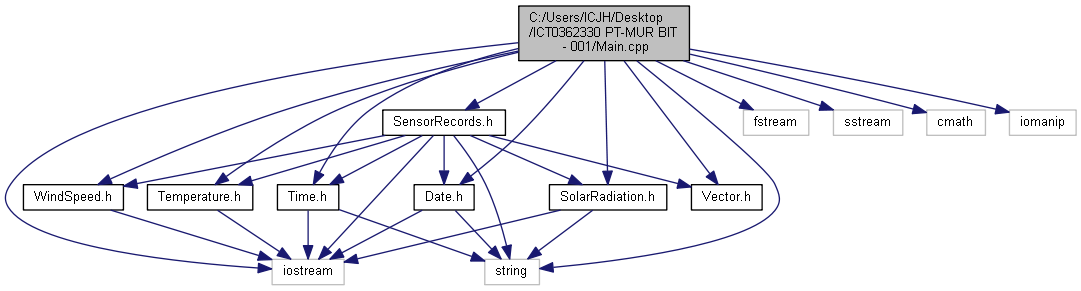 C:/Users/ICJH/Desktop
/ICT0362330 PT-MUR BIT
- 001/Main.cpp
SensorRecords.h
fstream
sstream
cmath
iomanip
WindSpeed.h
Temperature.h
Time.h
Date.h
SolarRadiation.h
Vector.h
iostream
string